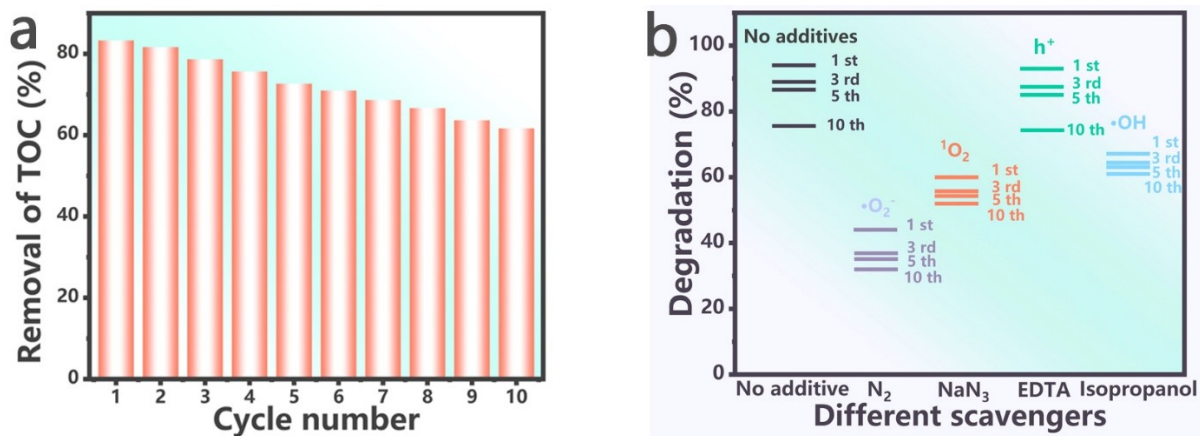 a
Removal of TOC (%)
80
60
40
20
0
1 2 3 4 5 6 7 8 9 10
Cycle number
b
Degradation (%)
100
80
60
40
20
0
No additives
1 st
3 rd
5 th
10 th
•O₂⁻
1 st
3 rd
5 th
10 th
¹O₂
1 st
3 rd
5 th
10 th
h⁺
1 st
3 rd
5 th
10 th
•OH
1 st
3 rd
5 th
10 th
No additive N₂ NaN₃ EDTA Isopropanol
Different scavengers